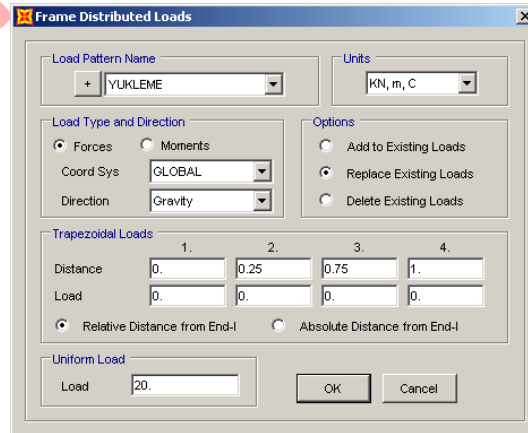 Frame Distributed Loads
Load Pattern Name
+ YUKLEME
Units
KN, m, C
Load Type and Direction
Forces Moments
Coord Sys GLOBAL
Direction Gravity
Options
Add to Existing Loads
Replace Existing Loads
Delete Existing Loads
Trapezoidal Loads
1. 2. 3. 4.
Distance 0. 0.25 0.75 1.
Load 0. 0. 0. 0.
Relative Distance from End-I Absolute Distance from End-I
Uniform Load
Load 20.
OK Cancel